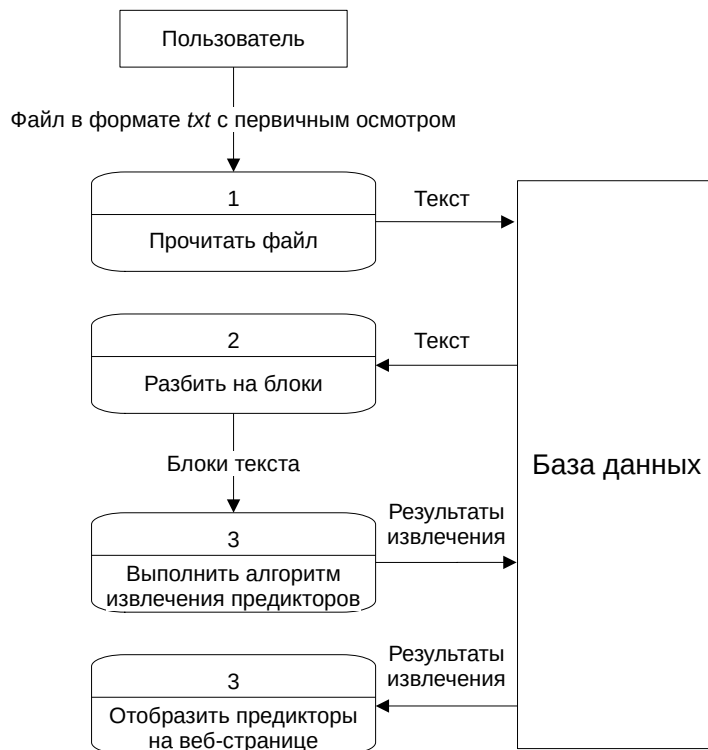 Пользователь
Файл в формате txt с первичным осмотром
1
Прочитать файл
Текст
2
Разбить на блоки
Текст
Блоки текста
База данных
3
Выполнить алгоритм
извлечения предикторов
Результаты
извлечения
3
Отобразить предикторы
на веб-странице
Результаты
извлечения